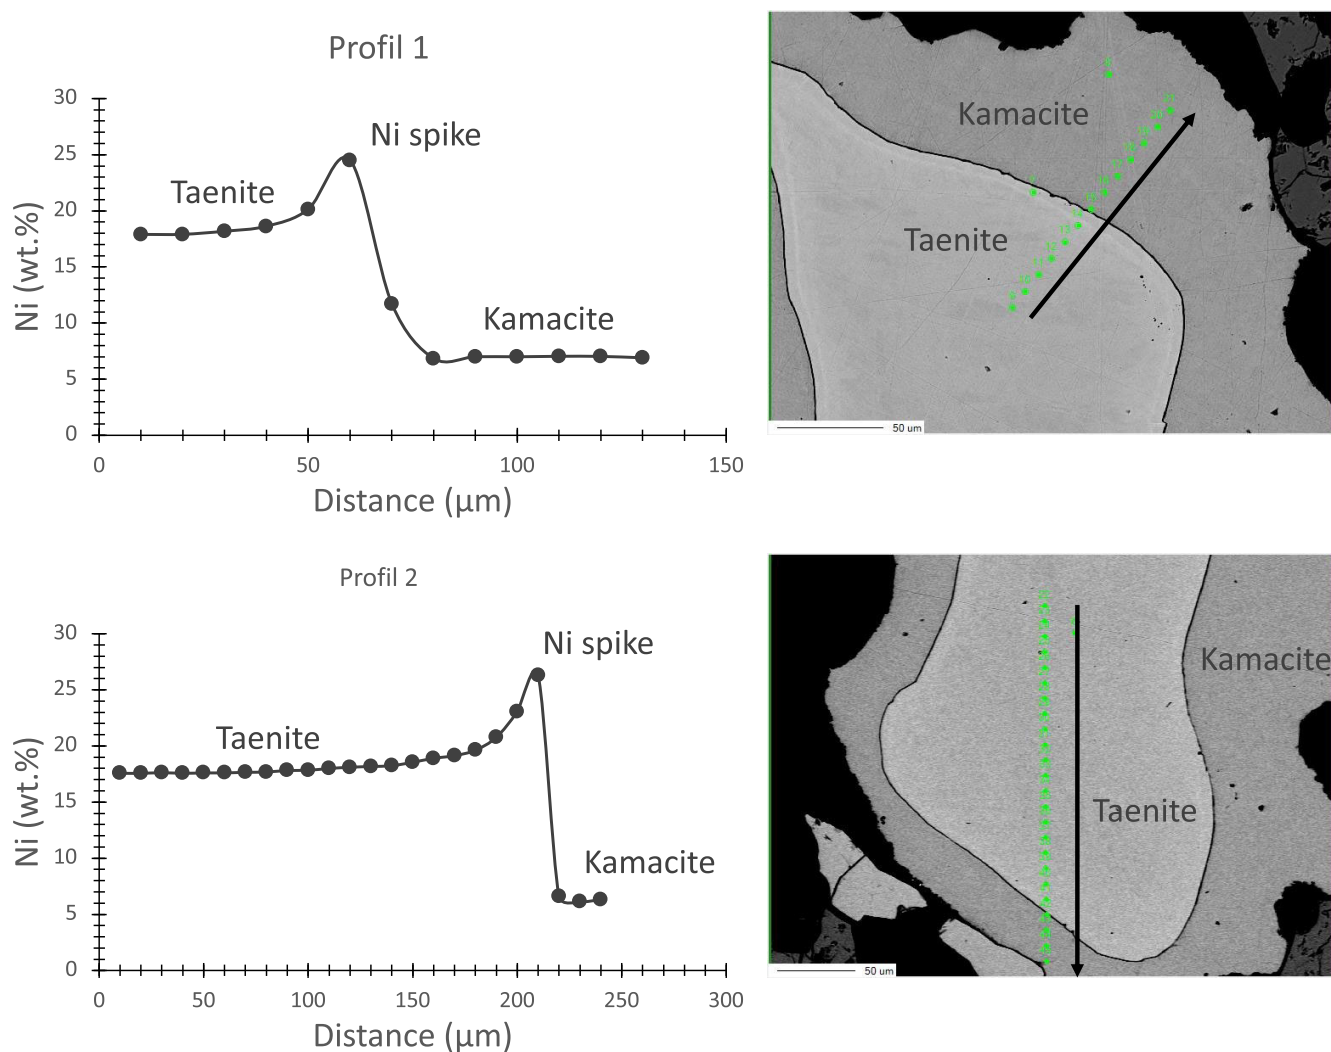 Profil 1
30
25
20
15
10
5
0
Ni (wt.%)
Taenite
Ni spike
Kamacite
0 50 100 150
Distance (µm)
Kamacite
Taenite
50 um
Profil 2
30
25
20
15
10
5
0
Ni (wt.%)
Taenite
Ni spike
Kamacite
0 50 100 150 200 250 300
Distance (µm)
Kamacite
Taenite
50 um